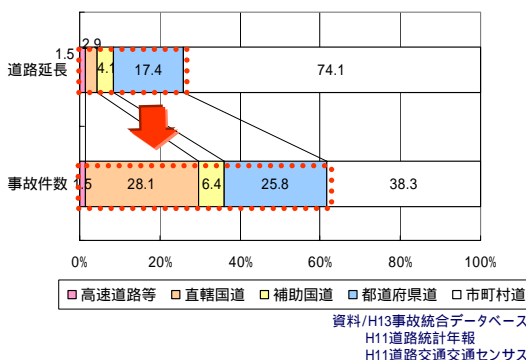 1.5 2.9 4.1 17.4 74.1
道路延長
1.5 28.1 6.4 25.8 38.3
事故件数
0% 20% 40% 60% 80% 100%
高速道路等 直轄国道 補助国道 都道府県道 市町村道
資料/H13事故統合データベース
H11道路統計年報
H11道路交通交通センサス